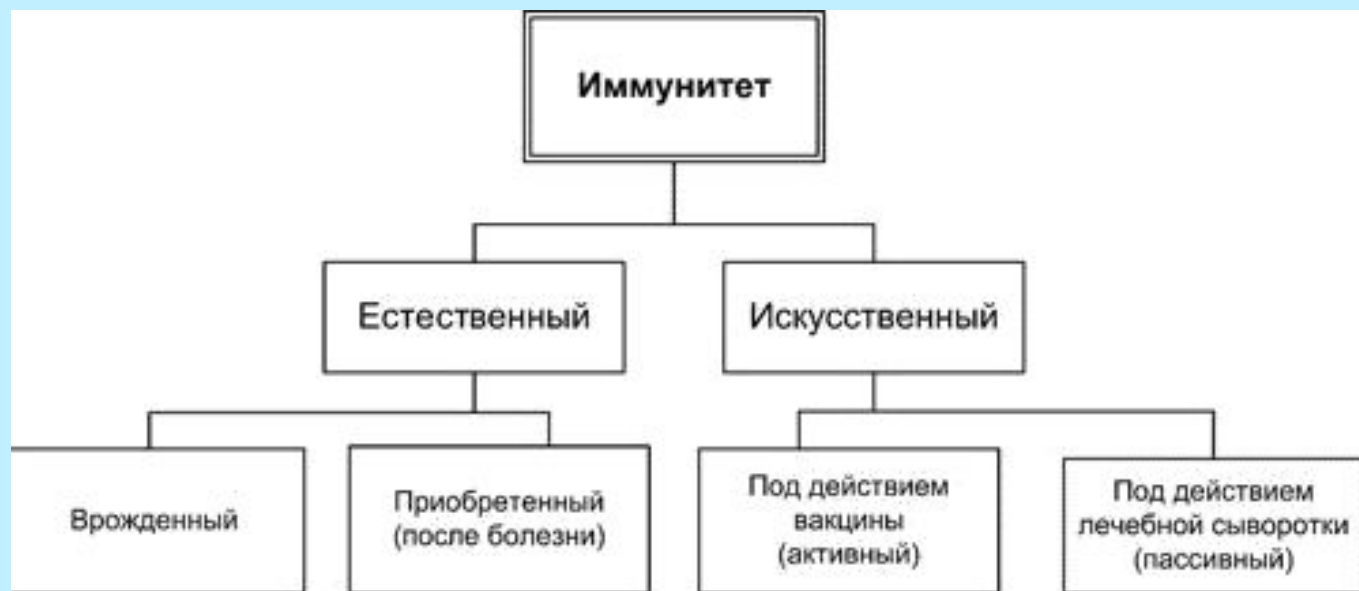 Иммунитет
Естественный
Искусственный
Врожденный
Приобретенный
(после болезни)
Под действием
вакцины
(активный)
Под действием
лечебной сыворотки
(пассивный)